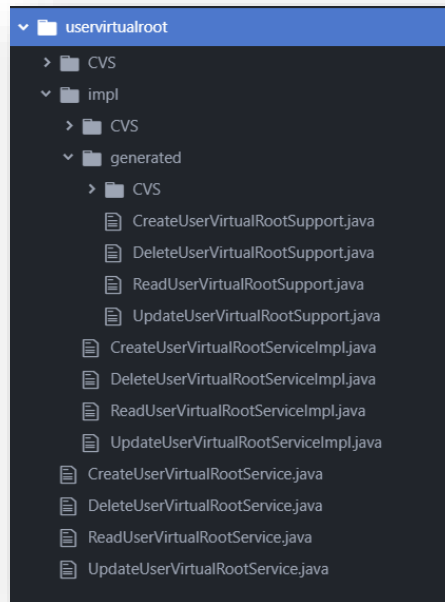 uservirtualroot
CVS
impl
CVS
generated
CVS
CreateUserVirtualRootSupport.java
DeleteUserVirtualRootSupport.java
ReadUserVirtualRootSupport.java
UpdateUserVirtualRootSupport.java
CreateUserVirtualRootServiceImpl.java
DeleteUserVirtualRootServiceImpl.java
ReadUserVirtualRootServiceImpl.java
UpdateUserVirtualRootServiceImpl.java
CreateUserVirtualRootService.java
DeleteUserVirtualRootService.java
ReadUserVirtualRootService.java
UpdateUserVirtualRootService.java